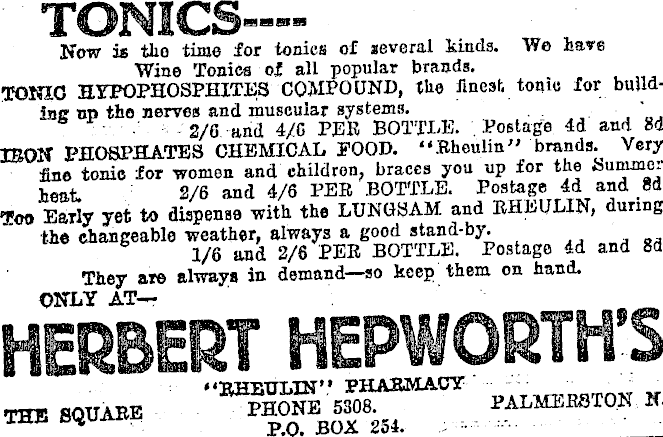 TONICS----
Now is the time for tonics of several kinds. We have
Wine Tonics of all popular brands.
TONIC HYPOPHOSPHITES COMPOUND, the finest tonic for build-
ing up the nerves and muscular systems.
2/6 and 4/6 PER BOTTLE. Postage 4d and 8d
IRON PHOSPHATES CHEMICAL FOOD. "Rheulin" brands. Very
fine tonic for women and children, braces you up for the Summer
heat. 2/6 and 4/6 PER BOTTLE. Postage 4d and 8d
Too Early yet to dispense with the LUNGSAM and RHEULIN, during
the changeable weather, always a good stand-by.
1/6 and 2/6 PER BOTTLE. Postage 4d and 8d
They are always in demand—so keep them on hand.
ONLY AT—
HERBERT HEPWORTH'S
"RHEULIN" PHARMACY
THE SQUARE PHONE 5308. PALMERSTON N.
P.O. BOX 254.